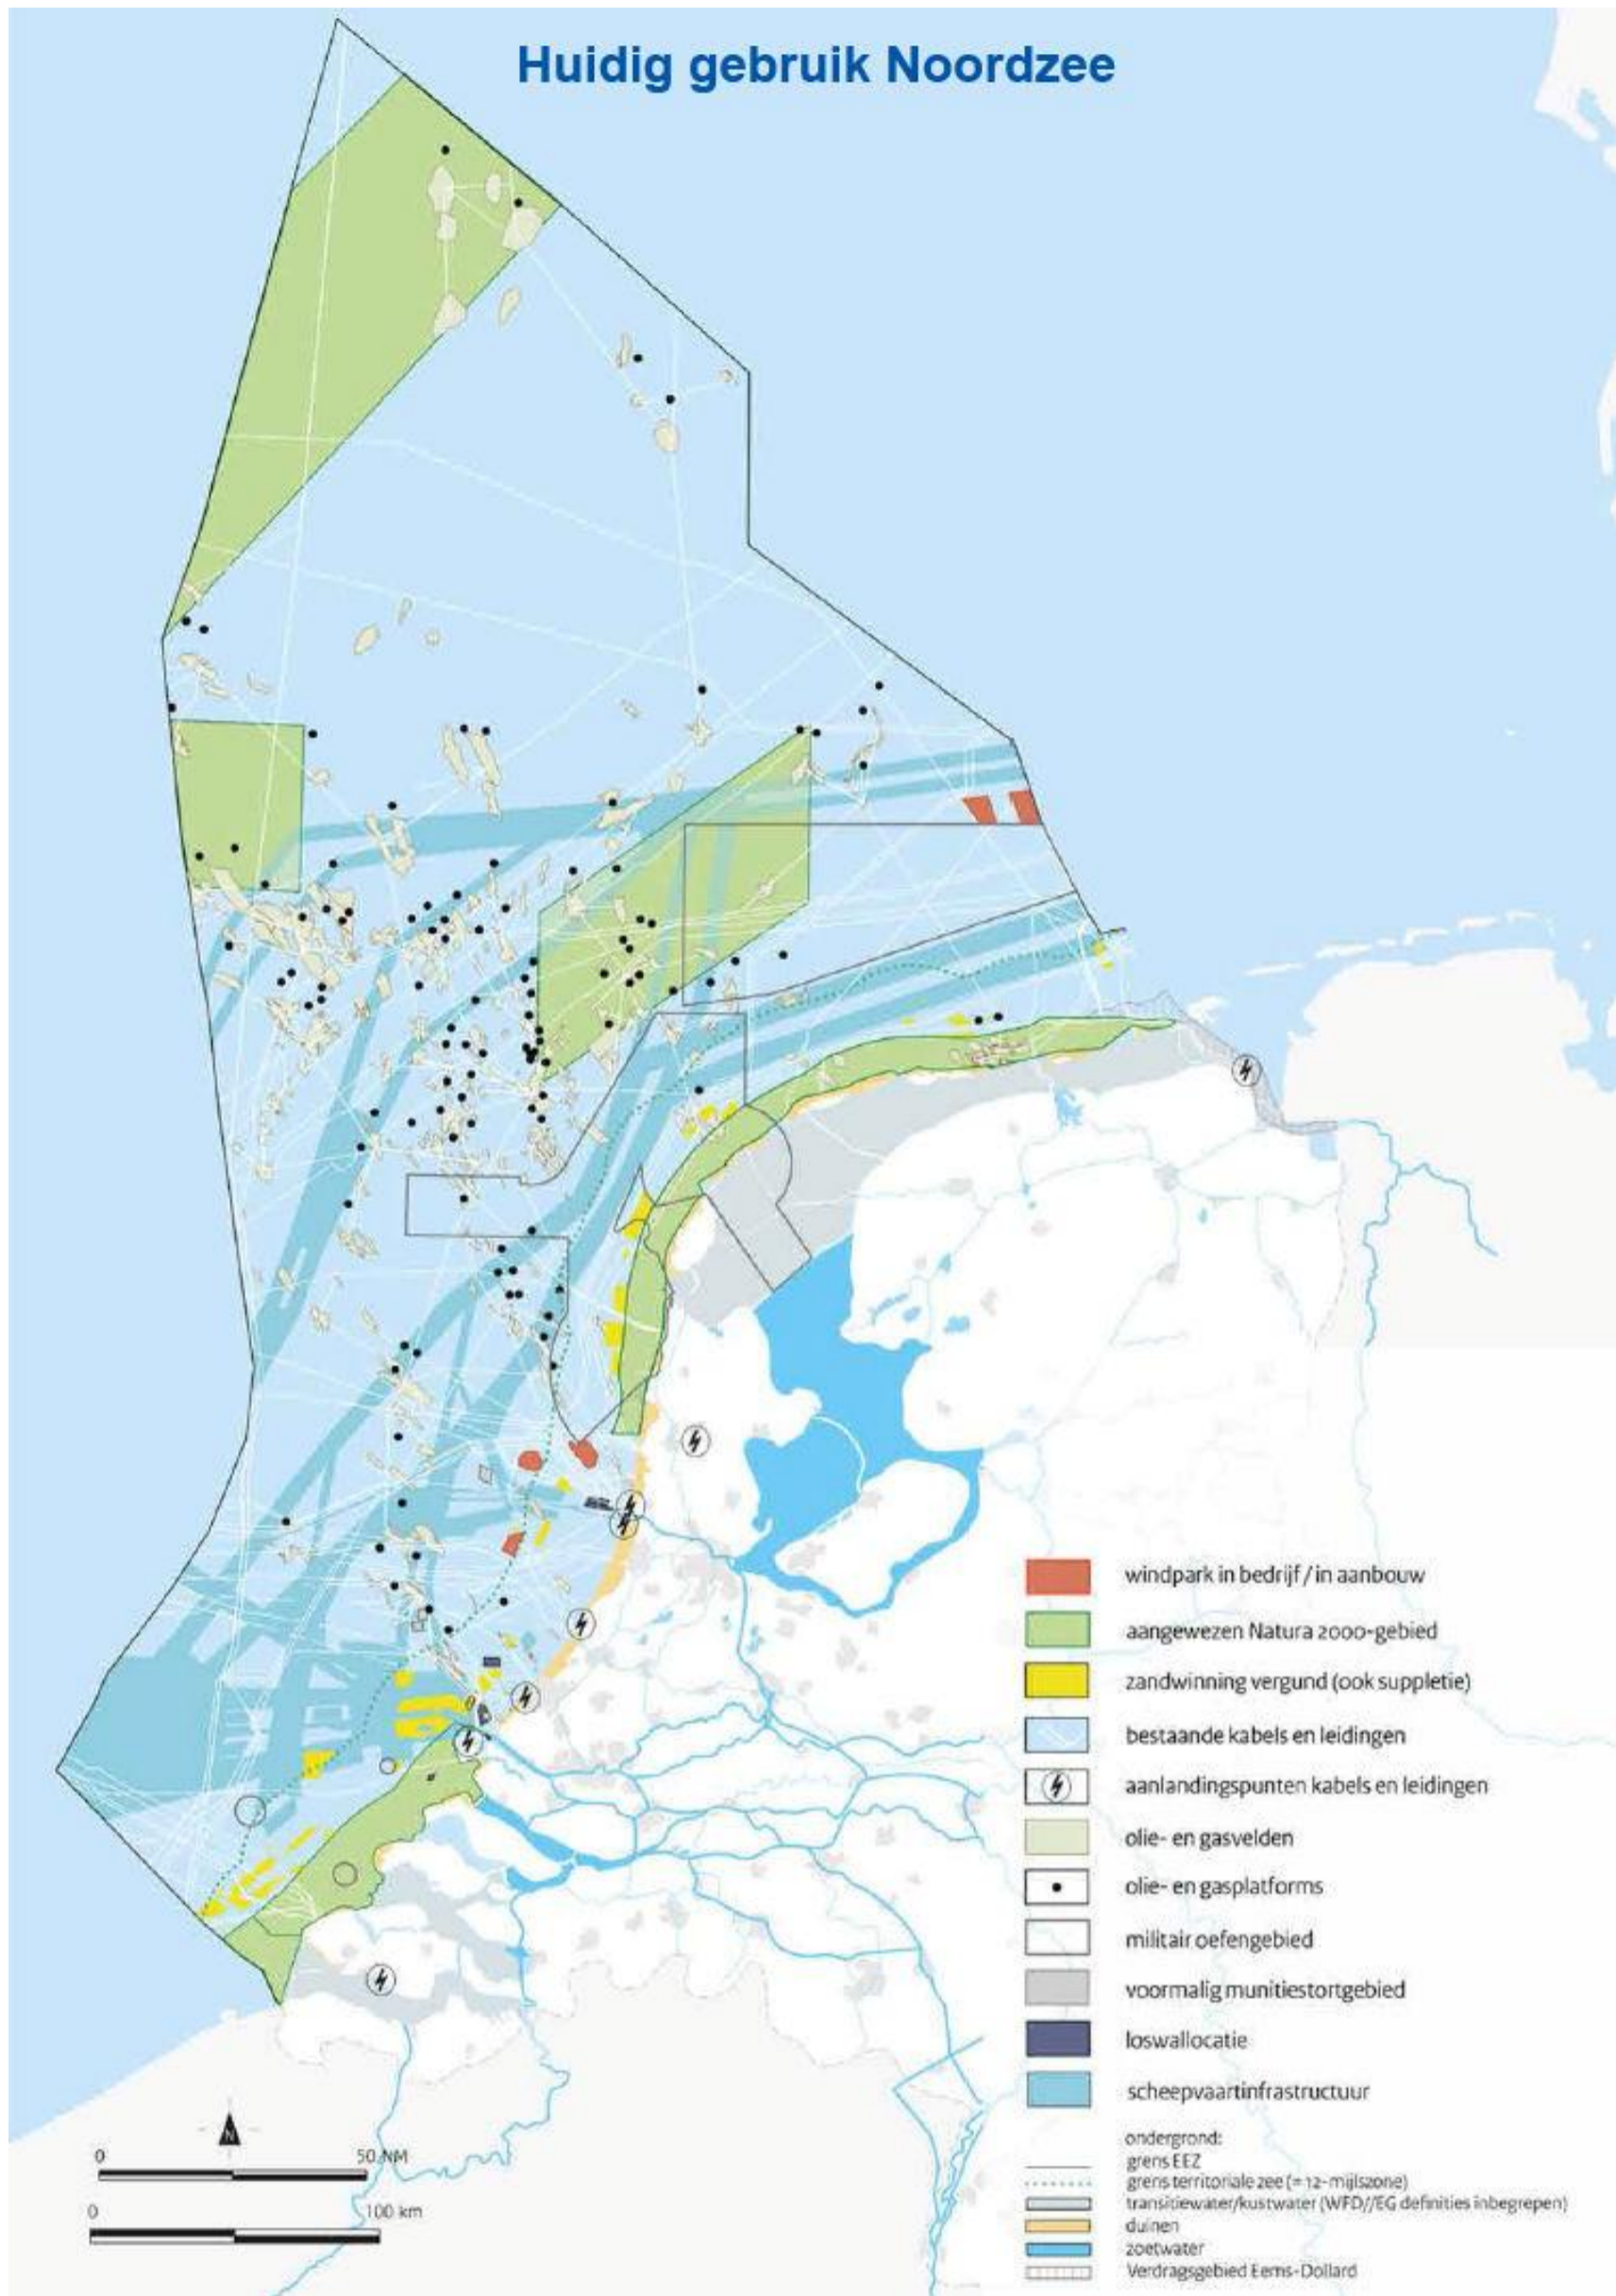 Huidig gebruik Noordzee
windpark in bedrijf / in aanbouw
aangewezen Natura 2000-gebied
zandwinning vergund (ook suppletie)
bestaande kabels en leidingen
aanlandingspunten kabels en leidingen
olie- en gasvelden
olie- en gasplatforms
militair oefengebied
voormalig munitiestortgebied
loswallocatie
scheepvaartinfrastructuur
ondergrond:
grens EEZ
grens territoriale zee (= 12-mijlszone)
transitiewater/kustwater (WFD//EG definities inbegrepen)
duinen
zoetwater
Verdragsgebied Eems-Dollard
N
0 50 NM
0 100 km